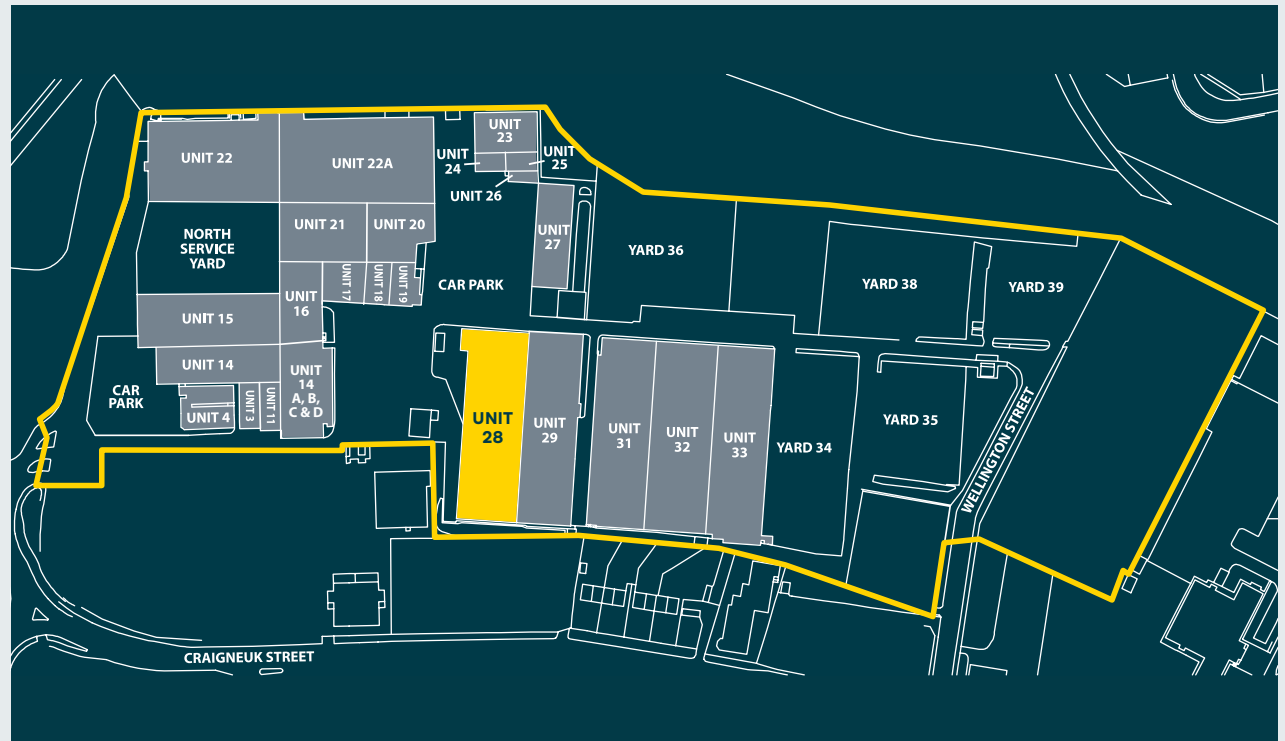 UNIT
23
UNIT 22
UNIT 22A
UNIT
24
UNIT
25
UNIT 26
UNIT 21
UNIT 20
NORTH
SERVICE
YARD
UNIT
27
YARD 36
UNIT
16
UNIT 17
UNIT 18
UNIT 19
CAR PARK
YARD 38
YARD 39
UNIT 15
UNIT 14
CAR
PARK
UNIT
14
A, B,
C & D
UNIT 4
UNIT 3
UNIT 11
UNIT
28
UNIT
29
UNIT
31
UNIT
32
UNIT
33
YARD 34
YARD 35
WELLINGTON STREET
CRAIGNEUK STREET